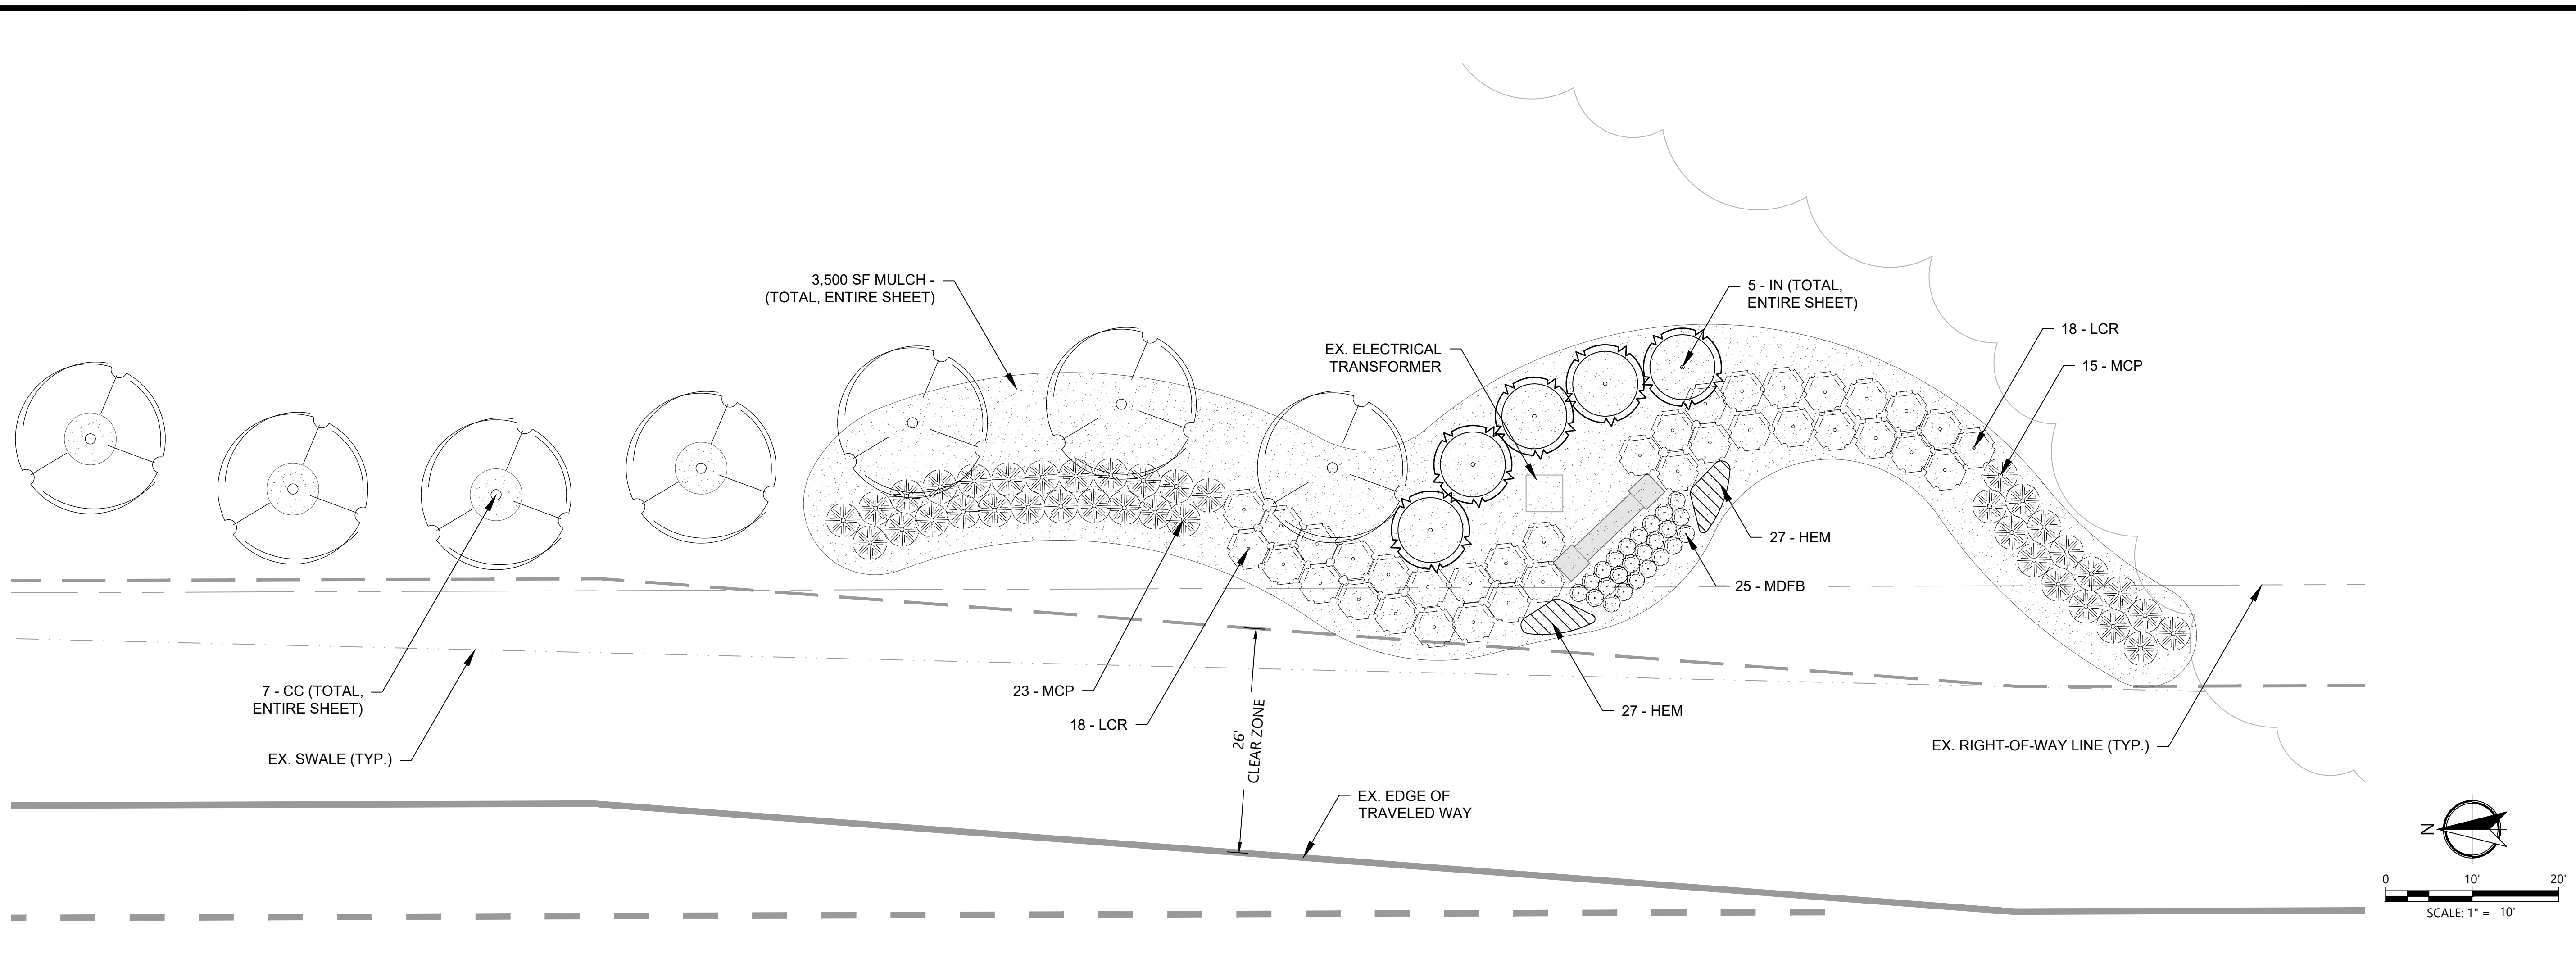 3,500 SF MULCH -
(TOTAL, ENTIRE SHEET)
5 - IN (TOTAL,
ENTIRE SHEET)
EX. ELECTRICAL
TRANSFORMER
18 - LCR
15 - MCP
27 - HEM
25 - MDFB
7 - CC (TOTAL,
ENTIRE SHEET)
23 - MCP
18 - LCR
27 - HEM
EX. SWALE (TYP.)
26'
CLEAR ZONE
EX. RIGHT-OF-WAY LINE (TYP.)
EX. EDGE OF
TRAVELED WAY
N
0 10' 20'
SCALE: 1" = 10'